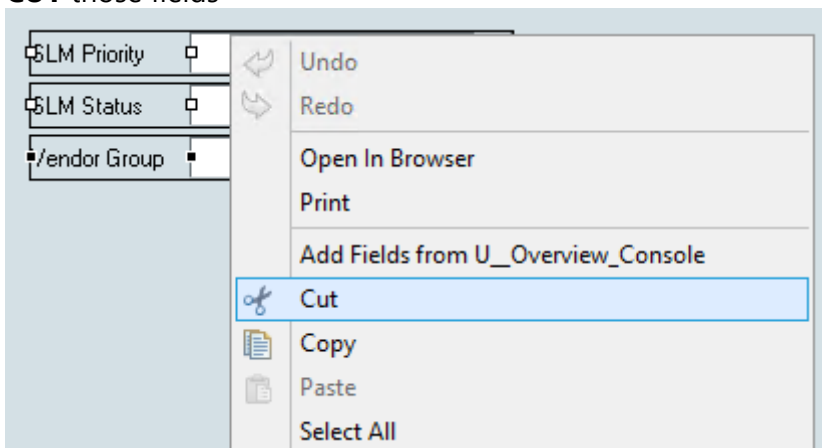 CUT those fields
SLM Priority
SLM Status
Vendor Group
Undo
Redo
Open In Browser
Print
Add Fields from U__Overview_Console
Cut
Copy
Paste
Select All